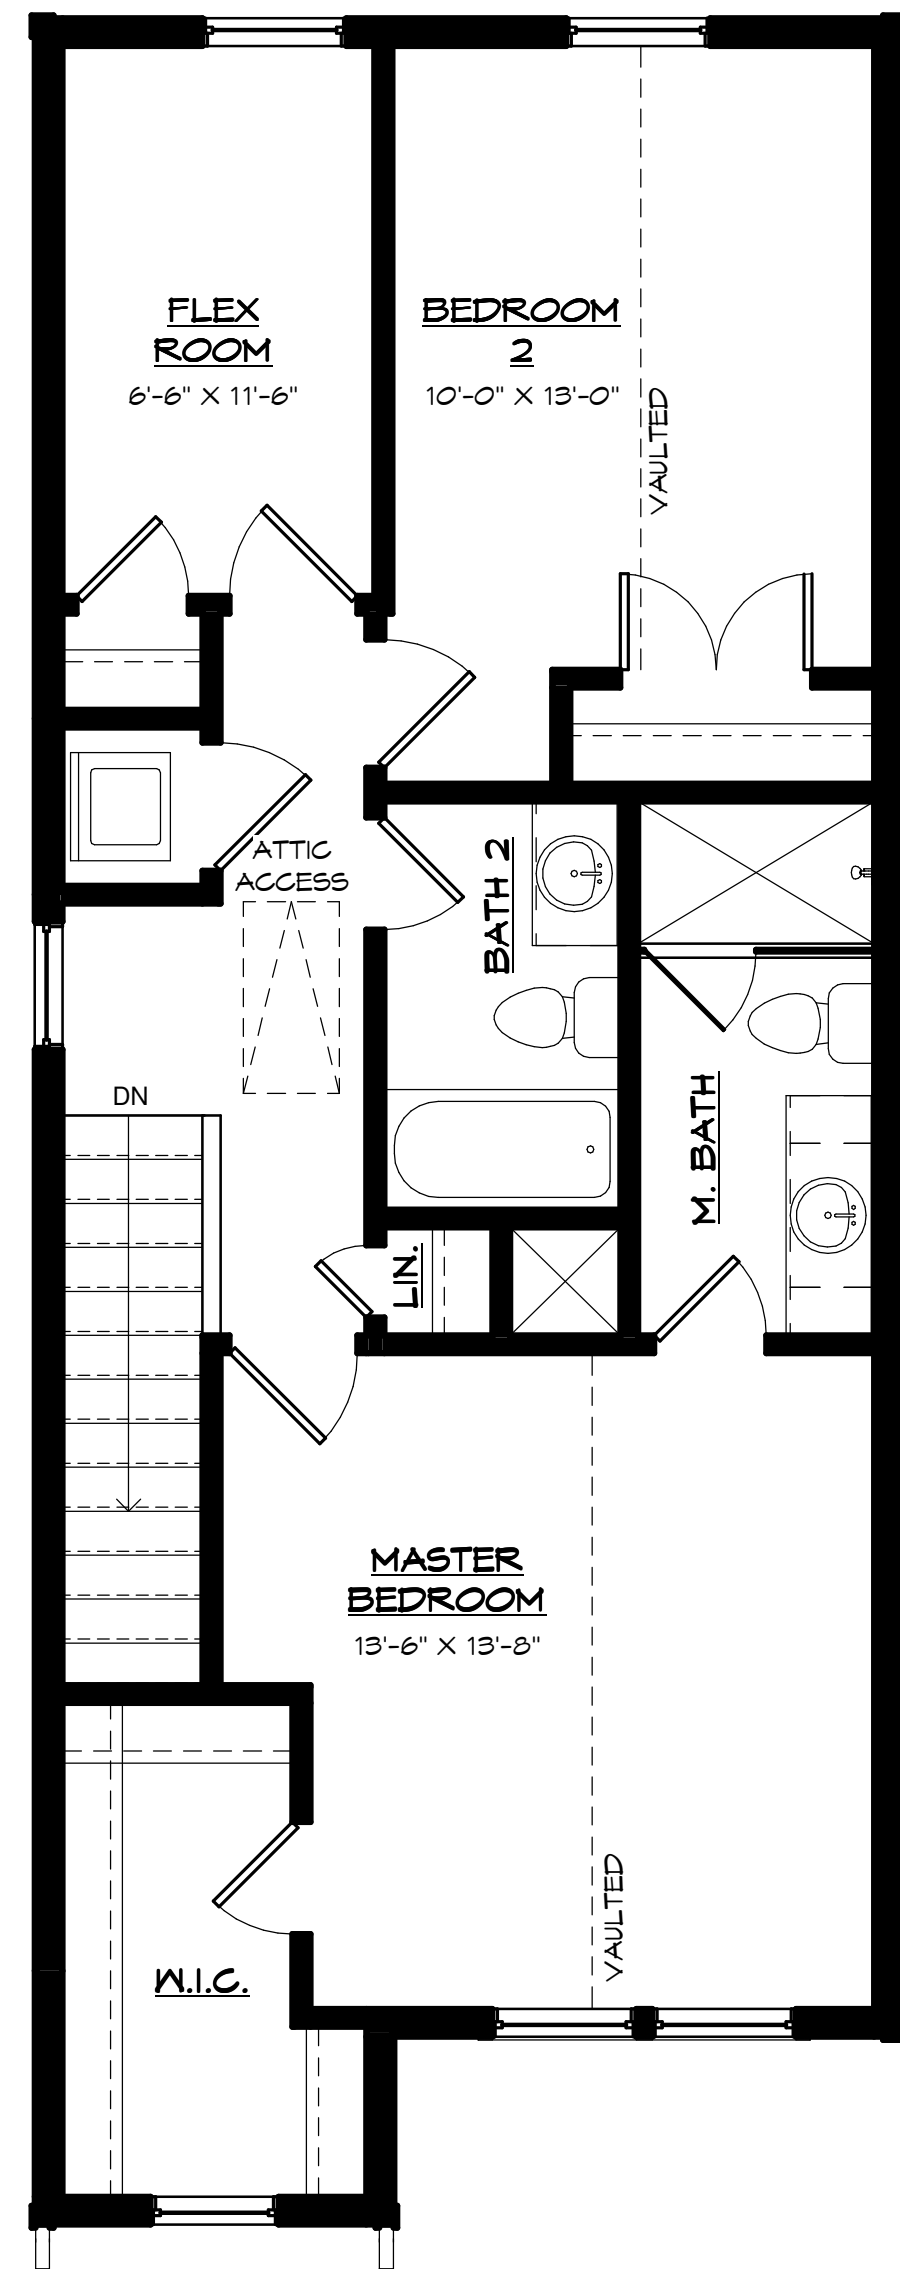 FLEX
ROOM
6'-6" X 11'-6"
BEDROOM
2
10'-0" X 13'-0"
VAULTED
ATTIC
ACCESS
BATH 2
DN
M. BATH
LIN.
MASTER
BEDROOM
13'-6" X 13'-8"
VAULTED
W.I.C.